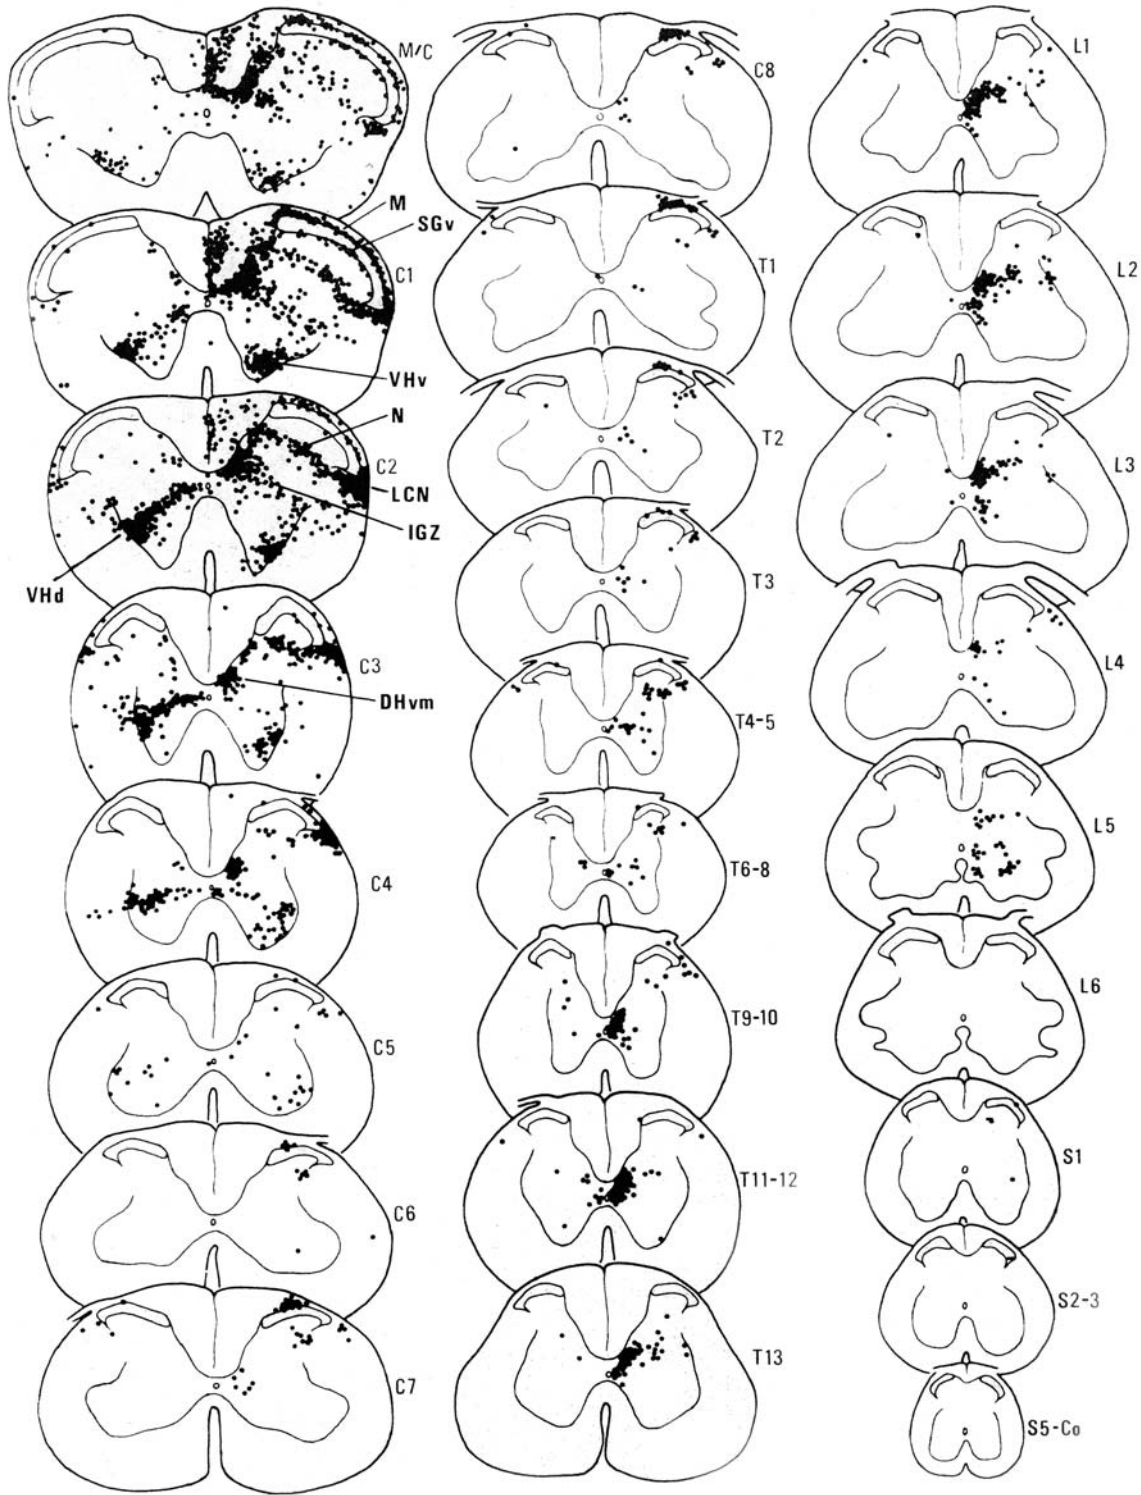 M/C
M
SGv
C1
VHv
N
C2
LCN
IGZ
VHd
C3
DHvm
C4
C5
C6
C7
C8
T1
T2
T3
T4-5
T6-8
T9-10
T11-12
T13
L1
L2
L3
L4
L5
L6
S1
S2-3
S5-Co